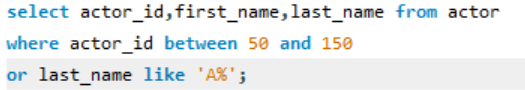 select actor_id,first_name,last_name from actor
where actor_id between 50 and 150
or last_name like 'A%';